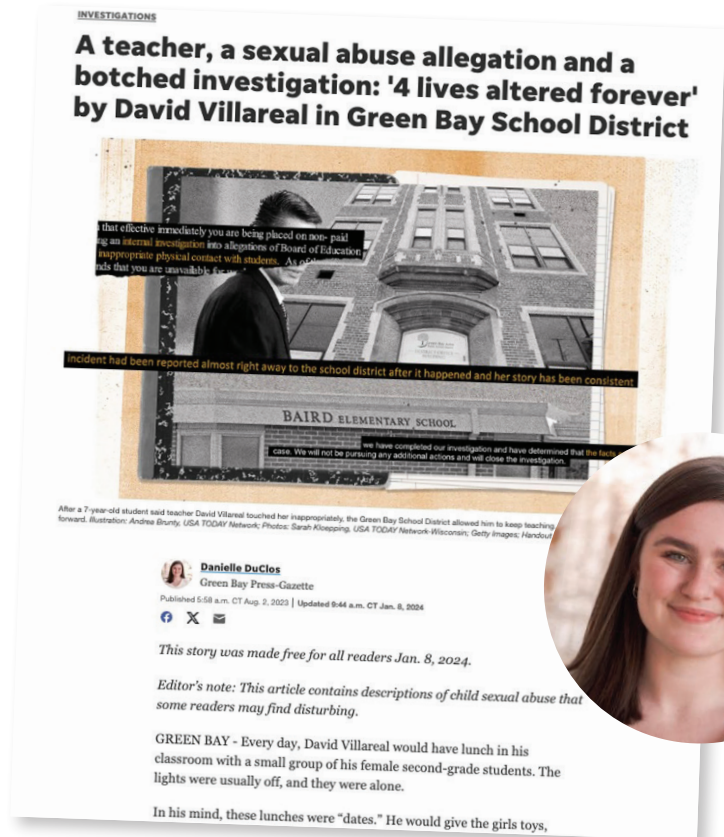 INVESTIGATIONS
A teacher, a sexual abuse allegation and a
botched investigation: '4 lives altered forever'
by David Villareal in Green Bay School District
that effective immediately you are being placed on non- paid
an internal investigation into allegations of Board of Education
inappropriate physical contact with students. As of
that you are unavailable for
incident had been reported almost right away to the school district after it happened and her story has been consistent
BAIRD ELEMENTARY SCHOOL
we have completed our investigation and have determined that the facts
case. We will not be pursuing any additional actions and will close the investigation.
After a 7-year-old student said teacher David Villareal touched her inappropriately, the Green Bay School District allowed him to keep teaching.
forward. Illustration: Andrea Brunty, USA TODAY Network; Photos: Sarah Kloepping, USA TODAY Network-Wisconsin; Getty Images; Handout
Danielle DuClos
Green Bay Press-Gazette
Published 5:58 a.m. CT Aug. 2, 2023 | Updated 9:44 a.m. CT Jan. 8, 2024
This story was made free for all readers Jan. 8, 2024.
Editor's note: This article contains descriptions of child sexual abuse that
some readers may find disturbing.
GREEN BAY - Every day, David Villareal would have lunch in his
classroom with a small group of his female second-grade students. The
lights were usually off, and they were alone.
In his mind, these lunches were “dates.” He would give the girls toys,